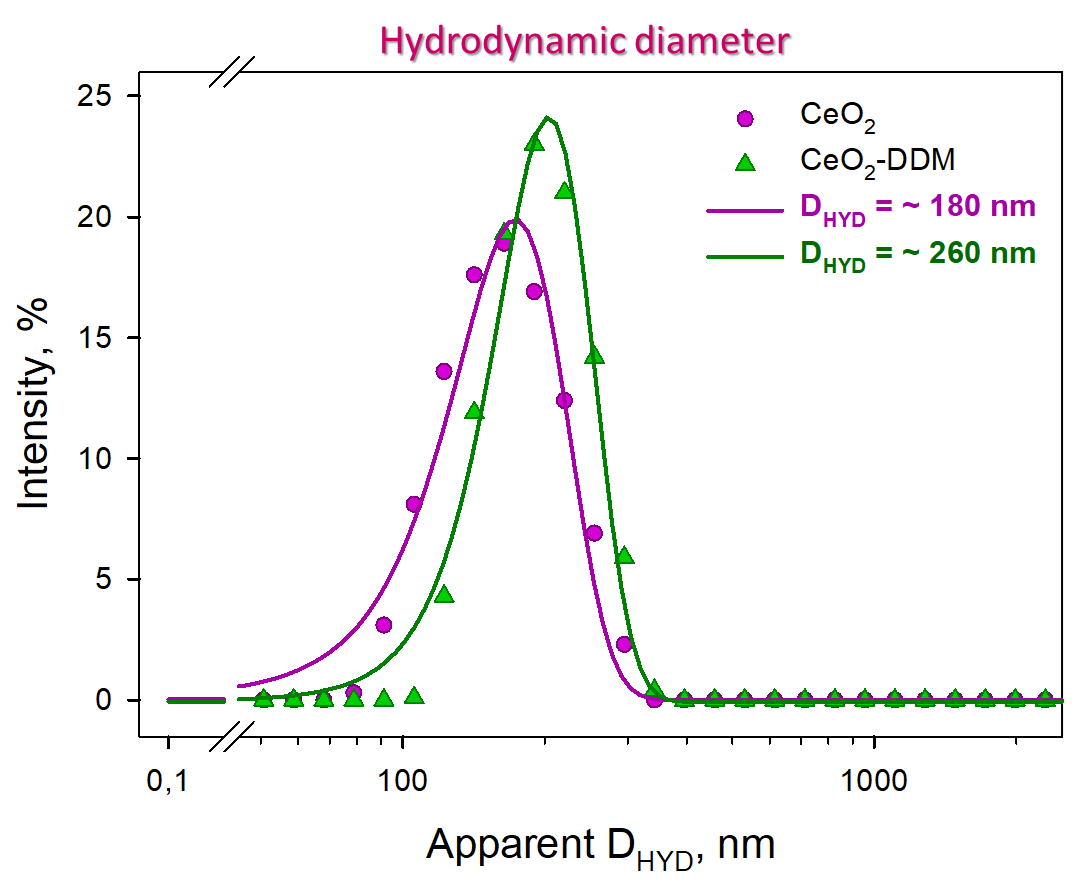 Hydrodynamic diameter
25
20
15
10
5
0
Intensity, %
CeO2
CeO2-DDM
DHYD = ~ 180 nm
DHYD = ~ 260 nm
0,1
100
1000
Apparent DHYD, nm